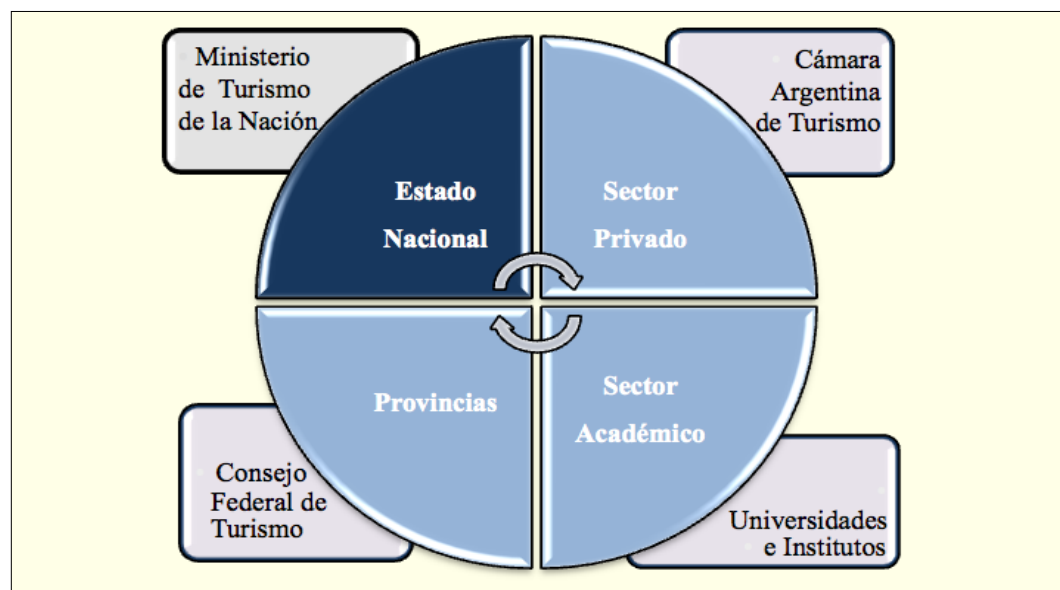 Ministerio
de Turismo
de la Nación
Cámara
Argentina
de Turismo
Estado
Nacional
Sector
Privado
Provincias
Sector
Académico
Consejo
Federal de
Turismo
Universidades
e Institutos